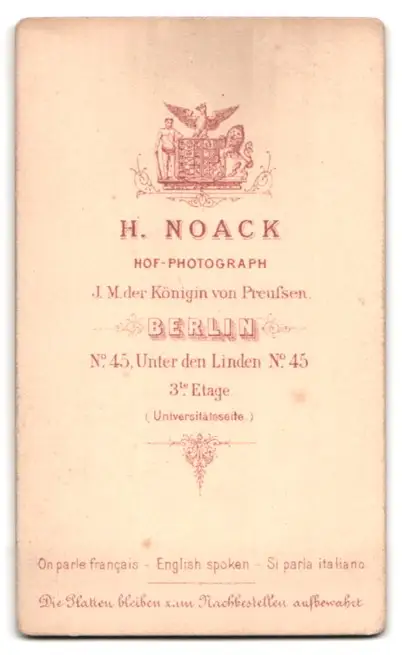 H. NOACK
HOF-PHOTOGRAPH
J. M. der Königin von Preuſsen.
BERLIN
No. 45, Unter den Linden No. 45
3te. Etage
(Universitätsseite)
On parle français - English spoken - Si parla italiano
Die Platten bleiben zum Nachbestellen aufbewahrt